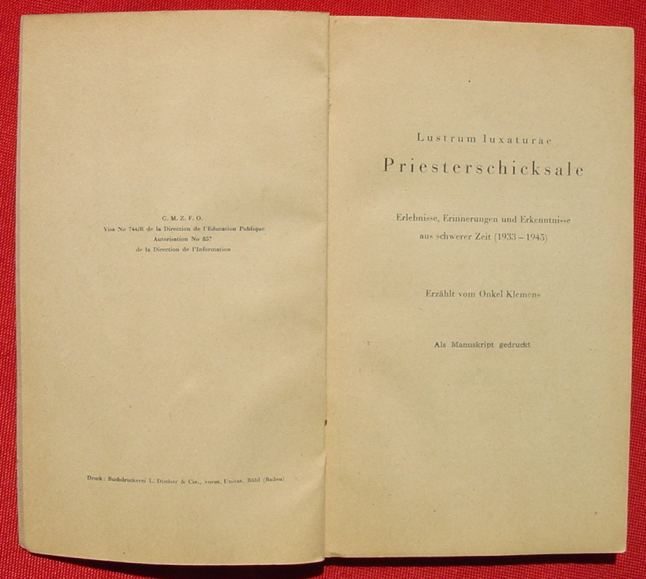 G. M. Z. F. O.
Visa No 744/R de la Direction de l'Education Publique
Autorisation No 857
de la Direction de l'Information
Druck: Buchdruckerei L. & Cie., vorm. Unitas, Bühl (Baden)
Lustrum luxaturae
Priesterschicksale
Erlebnisse, Erinnerungen und Erkenntnisse
aus schwerer Zeit (1933 – 1945)
Erzählt vom Onkel Klemens
Als Manuskript gedruckt